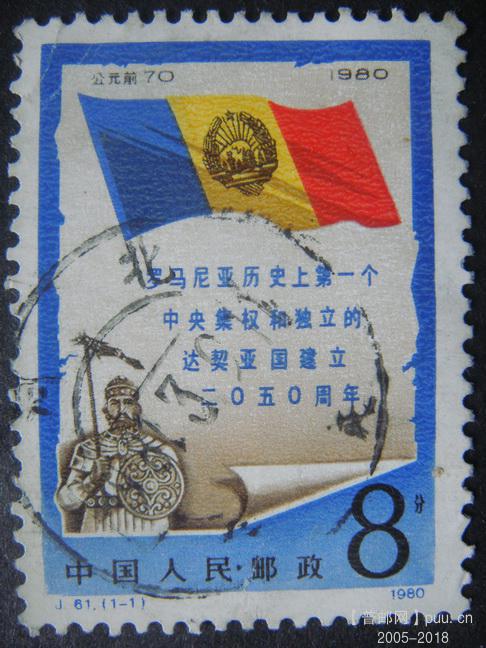 公元前70 1980
罗马尼亚历史上第一个
中央集权和独立的
达契亚国建立
二〇五〇周年
8分
中国人民·邮政
J.61.(1-1) 1980
【普邮网】puu.cn
2005-2018
北